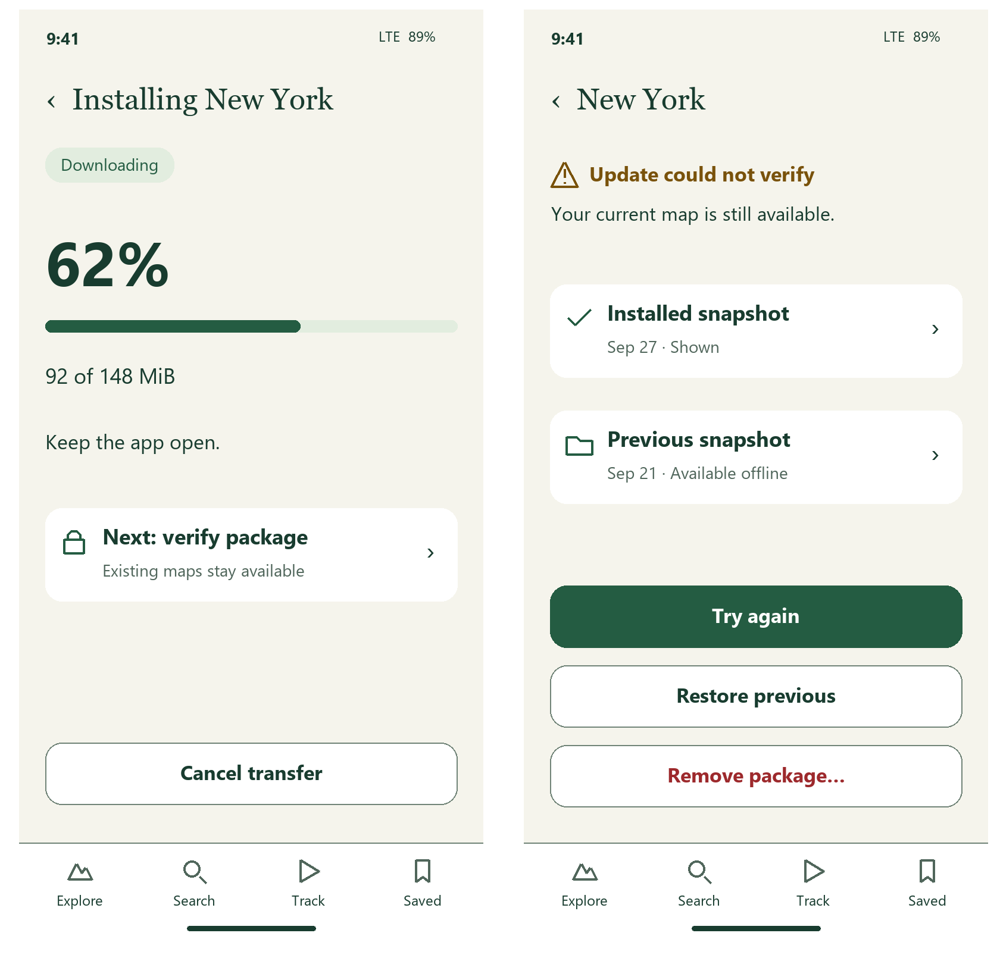 9:41
LTE 89%
‹ Installing New York
Downloading
62%
92 of 148 MiB
Keep the app open.
Next: verify package
Existing maps stay available
›
Cancel transfer
Explore
Search
Track
Saved
9:41
LTE 89%
‹ New York
Update could not verify
Your current map is still available.
Installed snapshot
Sep 27 · Shown
›
Previous snapshot
Sep 21 · Available offline
›
Try again
Restore previous
Remove package...
Explore
Search
Track
Saved